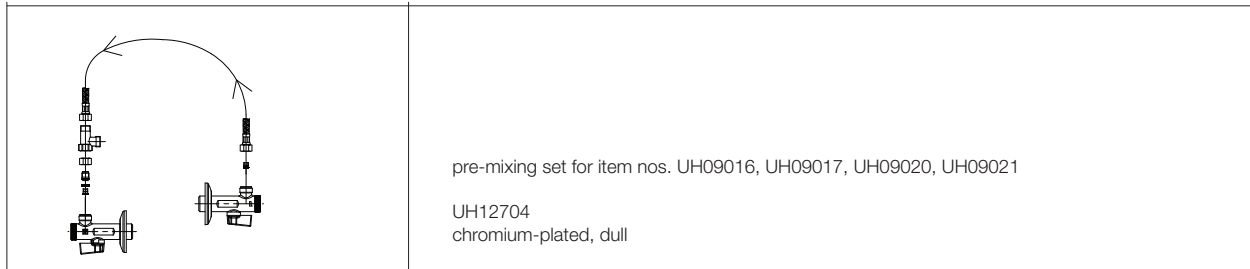 pre-mixing set for item nos. UH09016, UH09017, UH09020, UH09021
UH12704
chromium-plated, dull